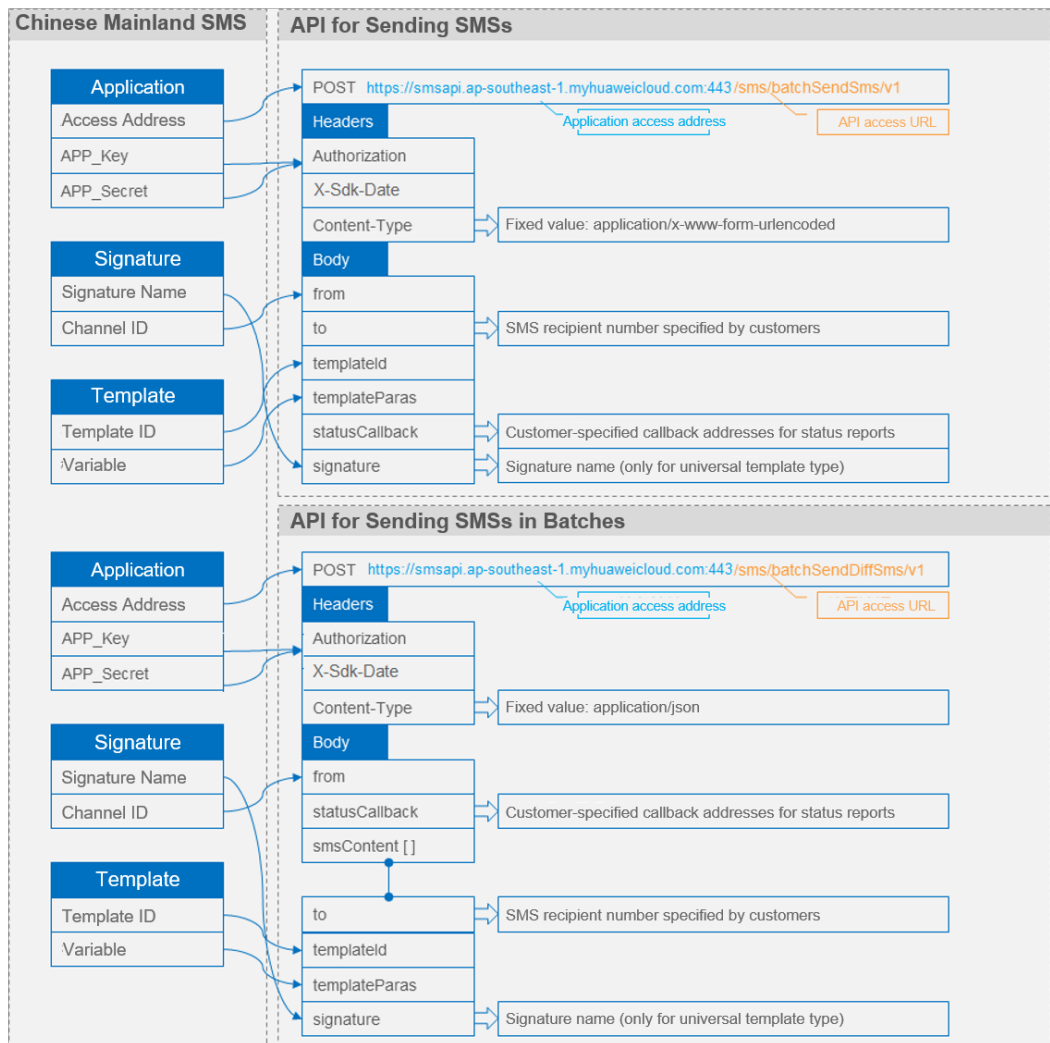 Chinese Mainland SMS
API for Sending SMSs
Application
Access Address
APP_Key
APP_Secret
POST https://smsapi.ap-southeast-1.myhuaweicloud.com:443/sms/batchSendSms/v1
Application access address
API access URL
Headers
Authorization
X-Sdk-Date
Content-Type
Fixed value: application/x-www-form-urlencoded
Signature
Signature Name
Channel ID
Body
from
to
SMS recipient number specified by customers
templateId
templateParas
statusCallback
Customer-specified callback addresses for status reports
signature
Signature name (only for universal template type)
Template
Template ID
Variable
API for Sending SMSs in Batches
Application
Access Address
APP_Key
APP_Secret
POST https://smsapi.ap-southeast-1.myhuaweicloud.com:443/sms/batchSendDiffSms/v1
Application access address
API access URL
Headers
Authorization
X-Sdk-Date
Content-Type
Fixed value: application/json
Signature
Signature Name
Channel ID
Body
from
statusCallback
Customer-specified callback addresses for status reports
smsContent [ ]
Template
Template ID
Variable
to
SMS recipient number specified by customers
templateId
templateParas
signature
Signature name (only for universal template type)